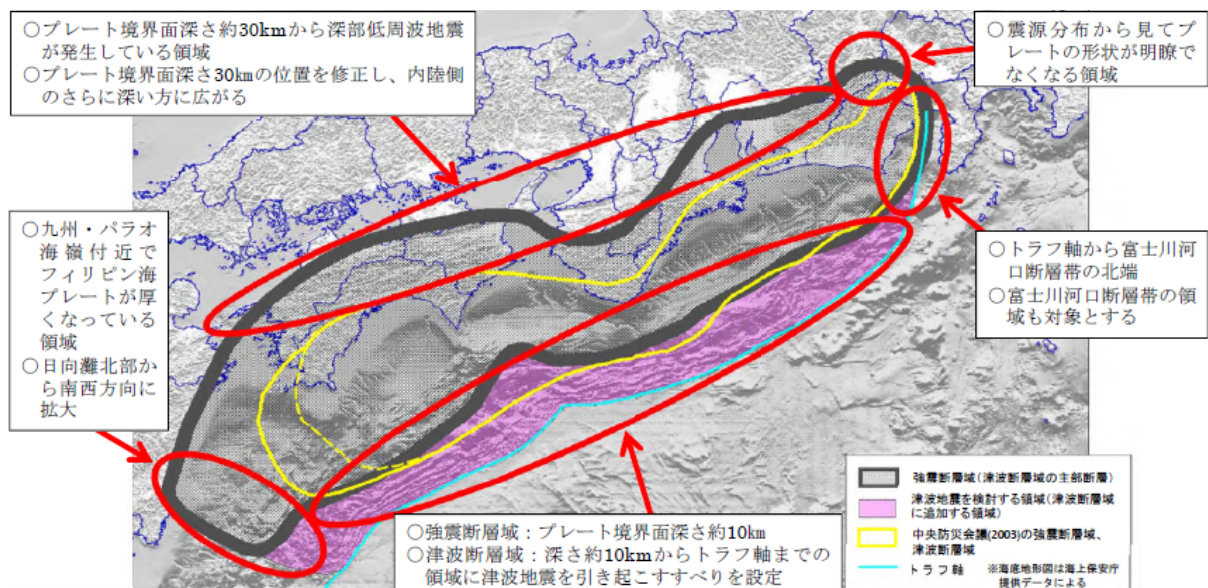 ○プレート境界面深さ約30kmから深部低周波地震
が発生している領域
○プレート境界面深さ30kmの位置を修正し、内陸側
のさらに深い方に広がる
○震源分布から見てプ
レートの形状が明瞭で
なくなる領域
○九州・パラオ
海嶺付近で
フィリピン海
プレートが厚
くなっている
領域
○日向灘北部か
ら南西方向に
拡大
○トラフ軸から富士川河
口断層帯の北端
○富士川河口断層帯の領
域も対象とする
○強震断層域：プレート境界面深さ約10km
○津波断層域：深さ約10kmからトラフ軸までの
領域に津波地震を引き起こすすべりを設定
強震断層域(津波断層域の主部断層)
津波地震を検討する領域(津波断層域
に追加する領域)
中央防災会議(2003)の強震断層域、
津波断層域
トラフ軸 ※海底地形図は海上保安庁
提供データによる